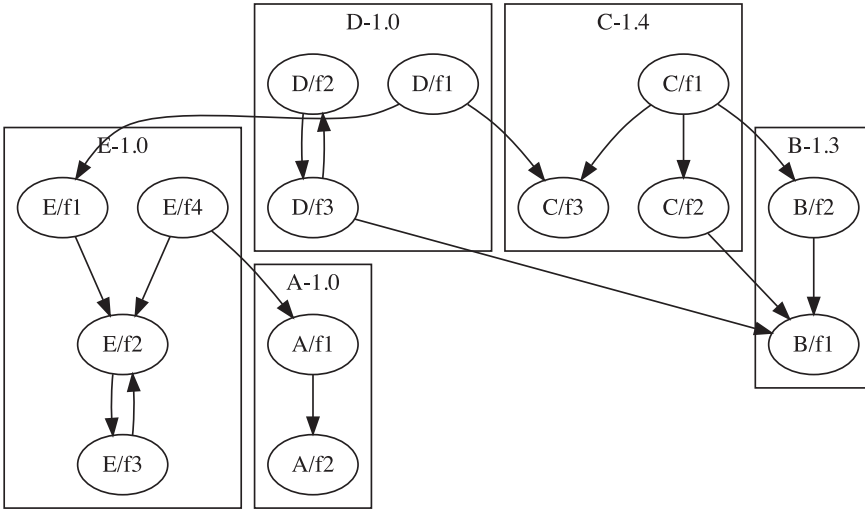 D-1.0
C-1.4
D/f2
D/f1
C/f1
E-1.0
B-1.3
E/f1
E/f4
D/f3
C/f3
C/f2
B/f2
A-1.0
E/f2
A/f1
B/f1
E/f3
A/f2